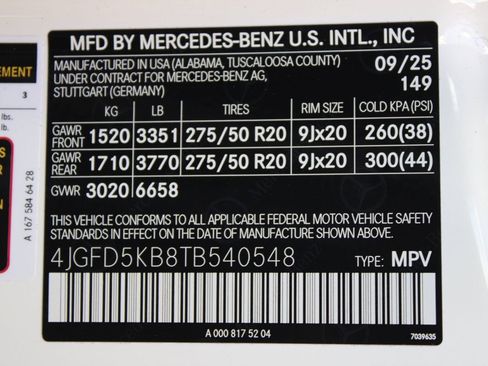 MFD BY MERCEDES-BENZ U.S. INTL., INC
MANUFACTURED IN USA (ALABAMA, TUSCALOOSA COUNTY) 09/25
UNDER CONTRACT FOR MERCEDES-BENZ AG, 149
STUTTGART (GERMANY)
KG LB TIRES RIM SIZE COLD KPA (PSI)
GAWR FRONT 1520 3351 275/50 R20 9Jx20 260(38)
GAWR REAR 1710 3770 275/50 R20 9Jx20 300(44)
GVWR 3020 6658
THIS VEHICLE CONFORMS TO ALL APPLICABLE FEDERAL MOTOR VEHICLE SAFETY
STANDARDS IN EFFECT ON THE DATE OF MANUFACTURE SHOWN ABOVE.
4JGFD5KB8TB540548 TYPE: MPV
A 000 817 52 04
7039635
EMENT
3
lbs.
lb.
A 167 584 64 28